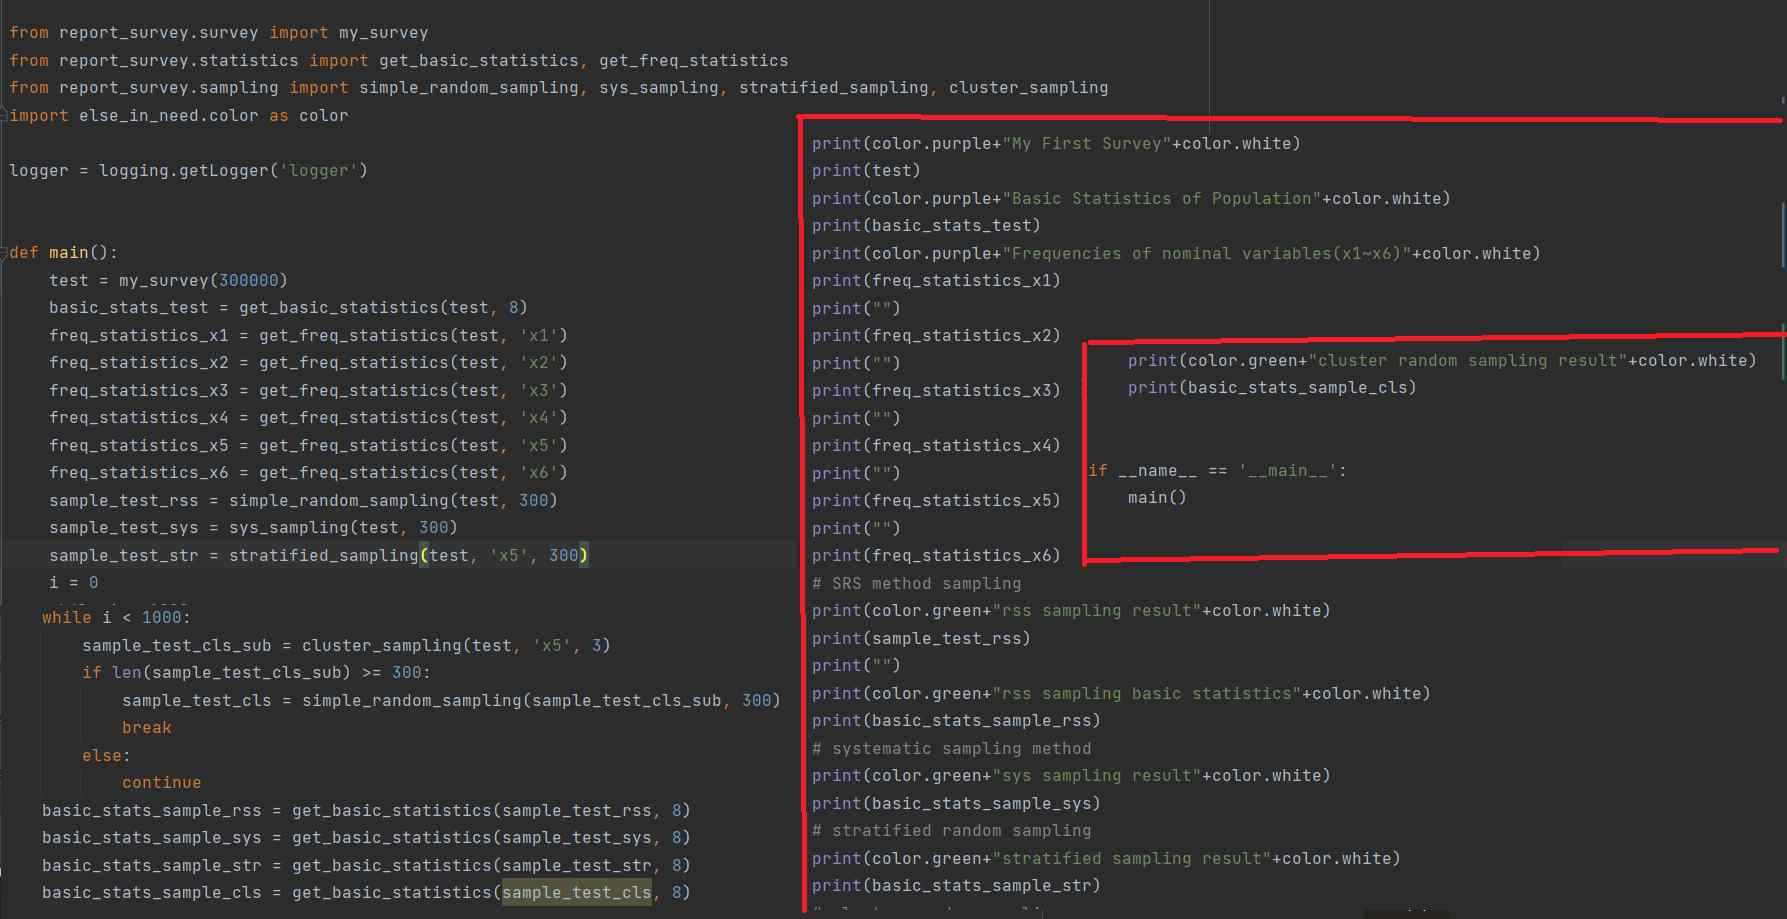 from report_survey.survey import my_survey
from report_survey.statistics import get_basic_statistics, get_freq_statistics
from report_survey.sampling import simple_random_sampling, sys_sampling, stratified_sampling, cluster_sampling
import else_in_need.color as color
logger = logging.getLogger('logger')
def main():
test = my_survey(300000)
basic_stats_test = get_basic_statistics(test, 8)
freq_statistics_x1 = get_freq_statistics(test, 'x1')
freq_statistics_x2 = get_freq_statistics(test, 'x2')
freq_statistics_x3 = get_freq_statistics(test, 'x3')
freq_statistics_x4 = get_freq_statistics(test, 'x4')
freq_statistics_x5 = get_freq_statistics(test, 'x5')
freq_statistics_x6 = get_freq_statistics(test, 'x6')
sample_test_rss = simple_random_sampling(test, 300)
sample_test_sys = sys_sampling(test, 300)
sample_test_str = stratified_sampling(test, 'x5', 300)
i = 0
while i < 1000:
sample_test_cls_sub = cluster_sampling(test, 'x5', 3)
if len(sample_test_cls_sub) >= 300:
sample_test_cls = simple_random_sampling(sample_test_cls_sub, 300)
break
else:
continue
basic_stats_sample_rss = get_basic_statistics(sample_test_rss, 8)
basic_stats_sample_sys = get_basic_statistics(sample_test_sys, 8)
basic_stats_sample_str = get_basic_statistics(sample_test_str, 8)
basic_stats_sample_cls = get_basic_statistics(sample_test_cls, 8)
print(color.purple+"My First Survey"+color.white)
print(test)
print(color.purple+"Basic Statistics of Population"+color.white)
print(basic_stats_test)
print(color.purple+"Frequencies of nominal variables(x1~x6)"+color.white)
print(freq_statistics_x1)
print("")
print(freq_statistics_x2)
print("")
print(freq_statistics_x3)
print("")
print(freq_statistics_x4)
print("")
print(freq_statistics_x5)
print("")
print(freq_statistics_x6)
# SRS method sampling
print(color.green+"rss sampling result"+color.white)
print(sample_test_rss)
print("")
print(color.green+"rss sampling basic statistics"+color.white)
print(basic_stats_sample_rss)
# systematic sampling method
print(color.green+"sys sampling result"+color.white)
print(basic_stats_sample_sys)
# stratified random sampling
print(color.green+"stratified sampling result"+color.white)
print(basic_stats_sample_str)
print(color.green+"cluster random sampling result"+color.white)
print(basic_stats_sample_cls)
if __name__ == '__main__':
main()